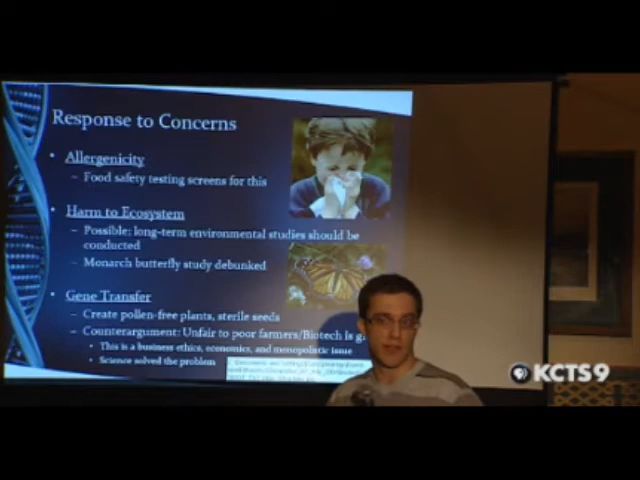 Response to Concerns
• Allergenicity
– Food safety testing screens for this
• Harm to Ecosystem
– Possible; long-term environmental studies should be
conducted
– Monarch butterfly study debunked
• Gene Transfer
– Create pollen-free plants, sterile seeds
– Counterargument: Unfair to poor farmers/Biotech is g
• This is a business ethics, economics, and monopolistic issue
• Science solved the problem
PBS KCTS9